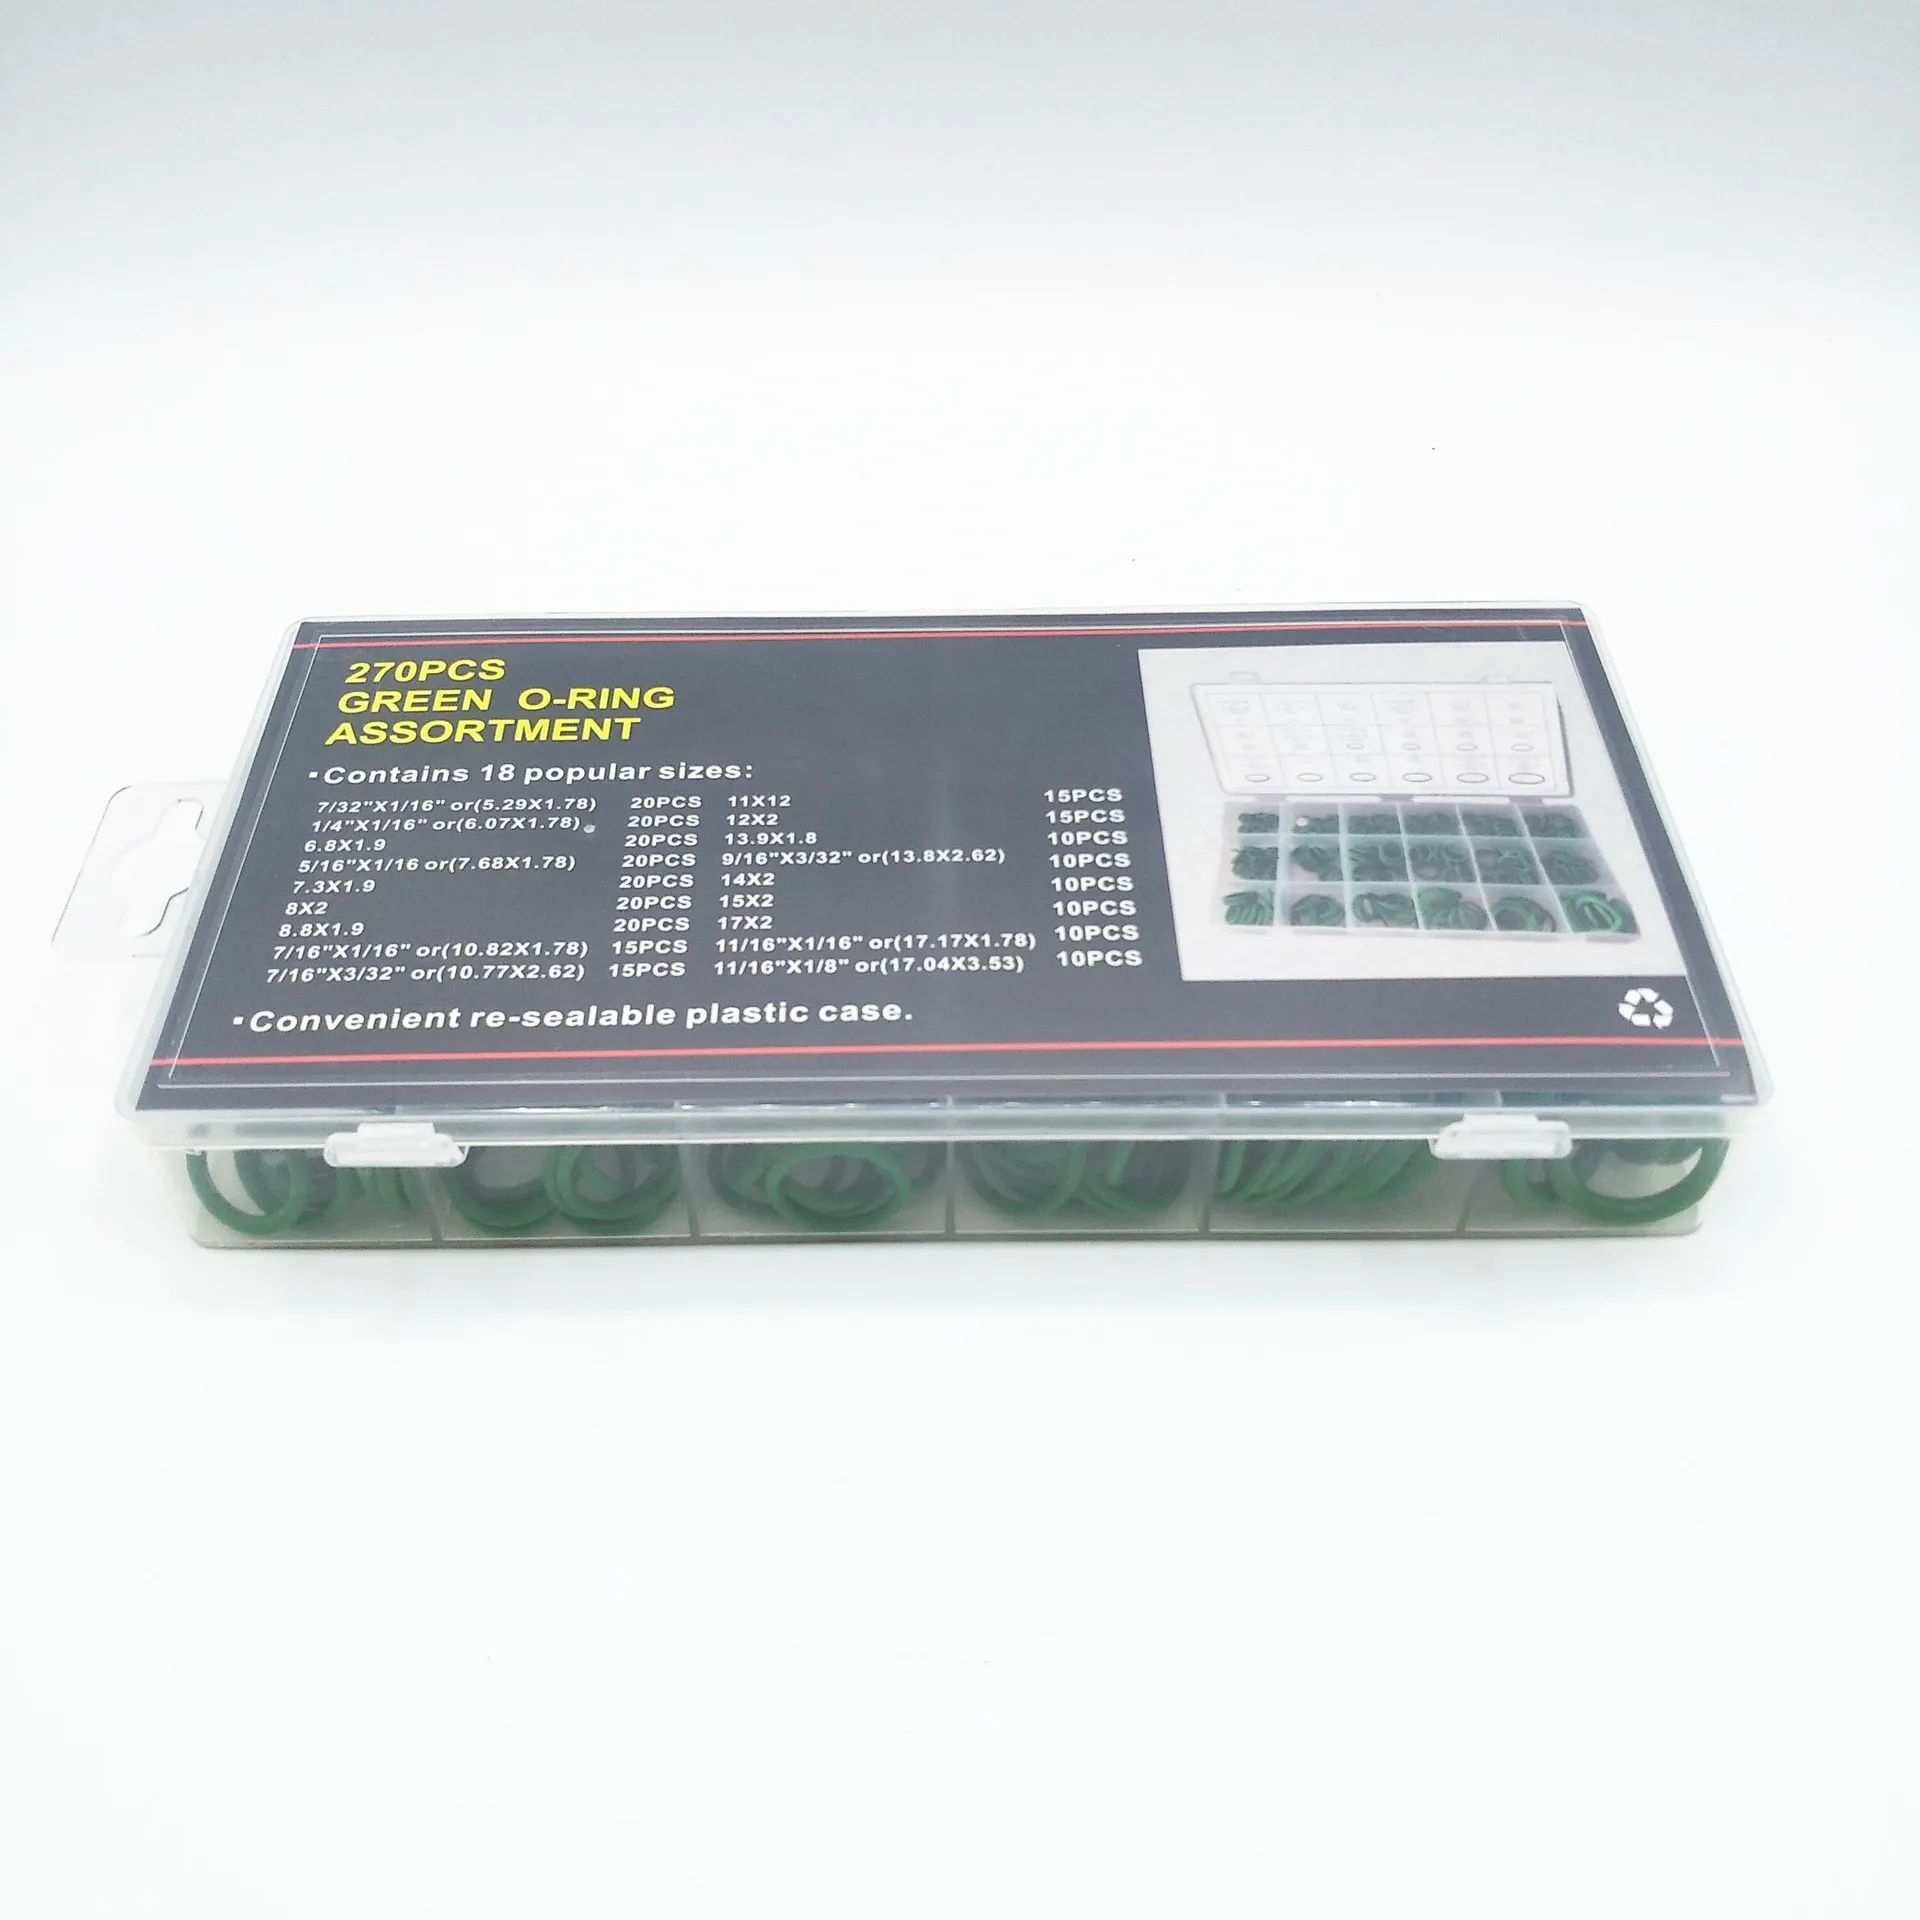 270PCS
GREEN O-RING
ASSORTMENT
▪Contains 18 popular sizes:
7/32"X1/16" or(5.29X1.78) 20PCS 11X12 15PCS
1/4"X1/16" or(6.07X1.78) 20PCS 12X2 15PCS
6.8X1.9 20PCS 13.9X1.8 10PCS
5/16"X1/16 or(7.68X1.78) 20PCS 9/16"X3/32" or(13.8X2.62) 10PCS
7.3X1.9 20PCS 14X2 10PCS
8X2 20PCS 15X2 10PCS
8.8X1.9 20PCS 17X2 10PCS
7/16"X1/16" or(10.82X1.78) 15PCS 11/16"X1/16" or(17.17X1.78) 10PCS
7/16"X3/32" or(10.77X2.62) 15PCS 11/16"X1/8" or(17.04X3.53)
▪Convenient re-sealable plastic case.